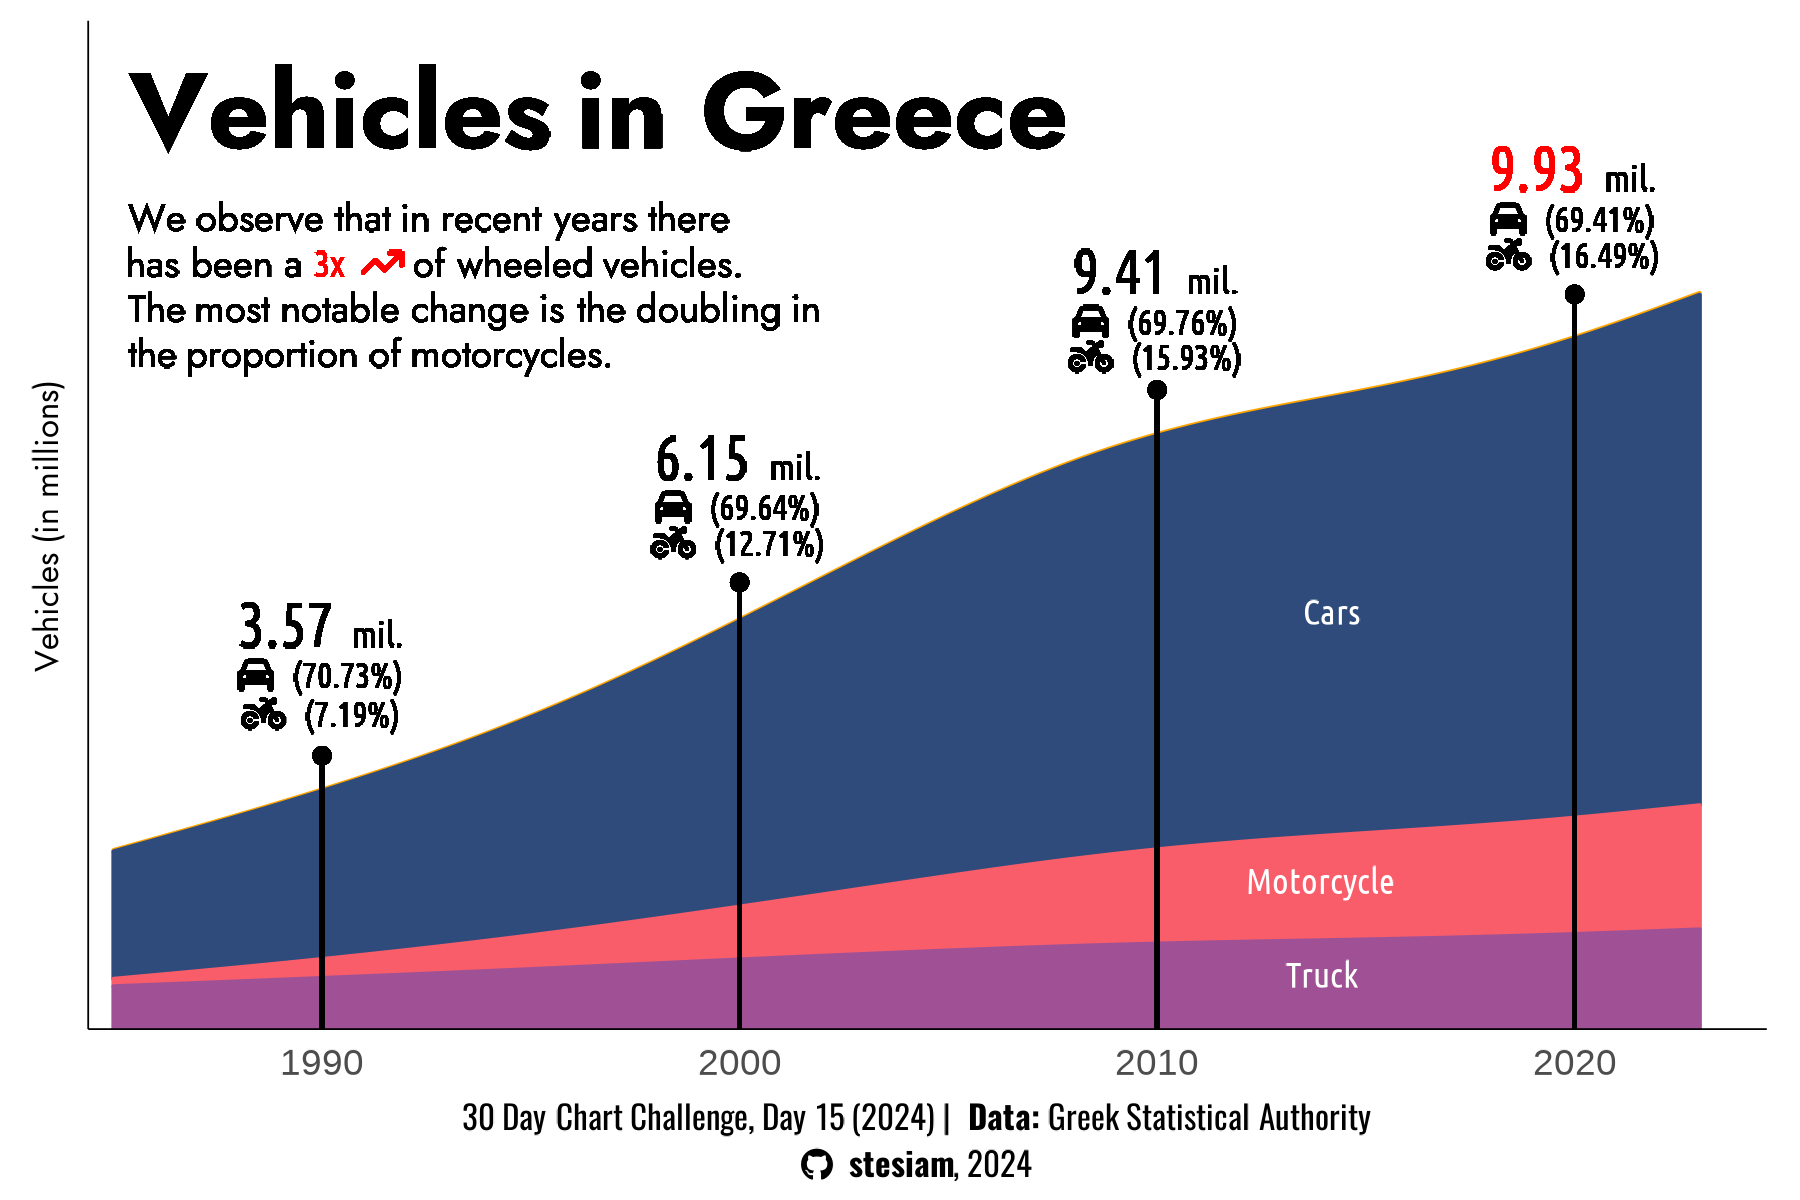 Vehicles in Greece
We observe that in recent years there
has been a 3x of wheeled vehicles.
The most notable change is the doubling in
the proportion of motorcycles.
9.93 mil.
(69.41%)
(16.49%)
9.41 mil.
(69.76%)
(15.93%)
6.15 mil.
(69.64%)
(12.71%)
3.57 mil.
(70.73%)
(7.19%)
Vehicles (in millions)
Cars
Motorcycle
Truck
1990 2000 2010 2020
30 Day Chart Challenge, Day 15 (2024) | Data: Greek Statistical Authority
stesiam, 2024